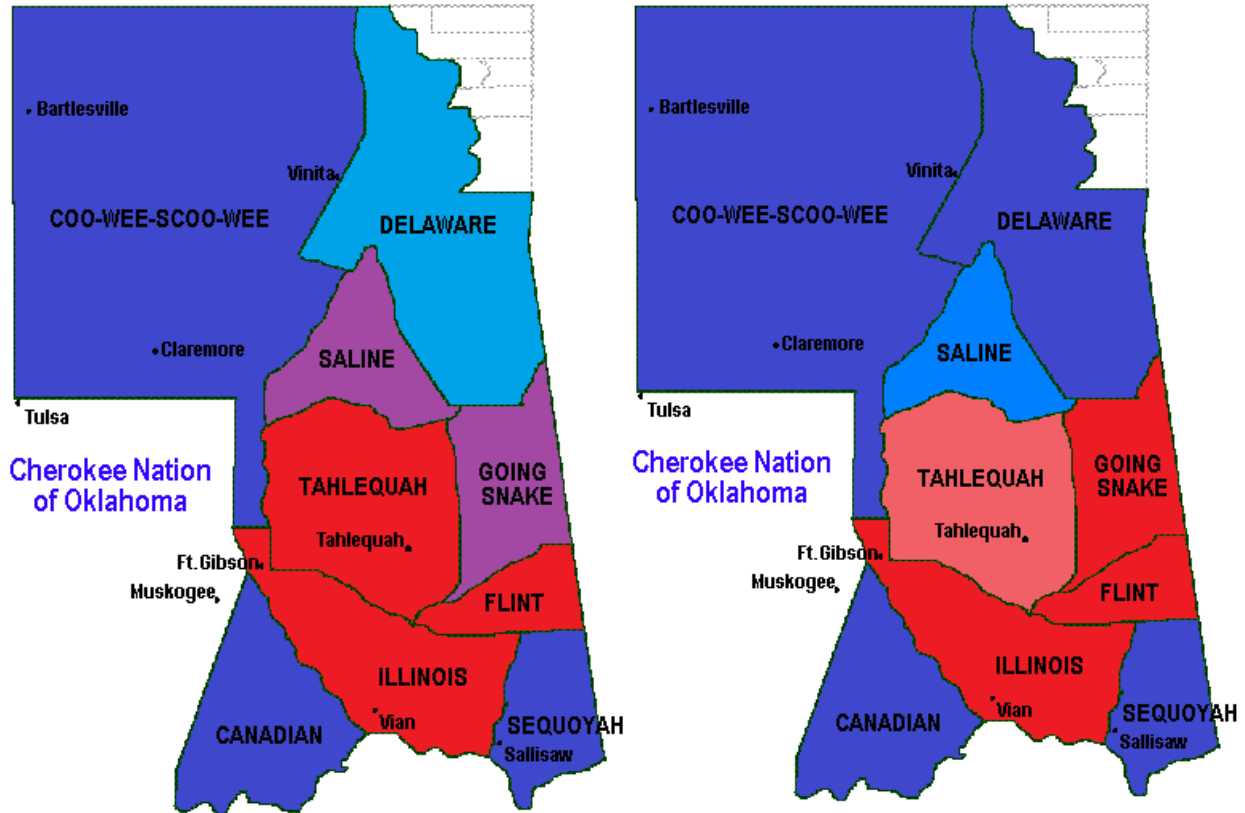 Bartlesville
Vinita
COO-WEE-SCOO-WEE
DELAWARE
Claremore
SALINE
Tulsa
Cherokee Nation
of Oklahoma
TAHLEQUAH
GOING
SNAKE
Tahlequah
Ft.Gibson
Muskogee
FLINT
ILLINOIS
Vian
CANADIAN
SEQUOYAH
Sallisaw
Bartlesville
Vinita
COO-WEE-SCOO-WEE
DELAWARE
Claremore
SALINE
Tulsa
Cherokee Nation
of Oklahoma
TAHLEQUAH
GOING
SNAKE
Tahlequah
Ft.Gibson
Muskogee
FLINT
ILLINOIS
Vian
CANADIAN
SEQUOYAH
Sallisaw